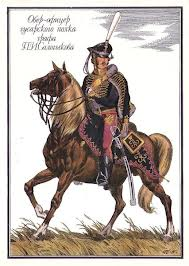 Обер-офицер
гусарского полка
графа
П.И.Салтыкова